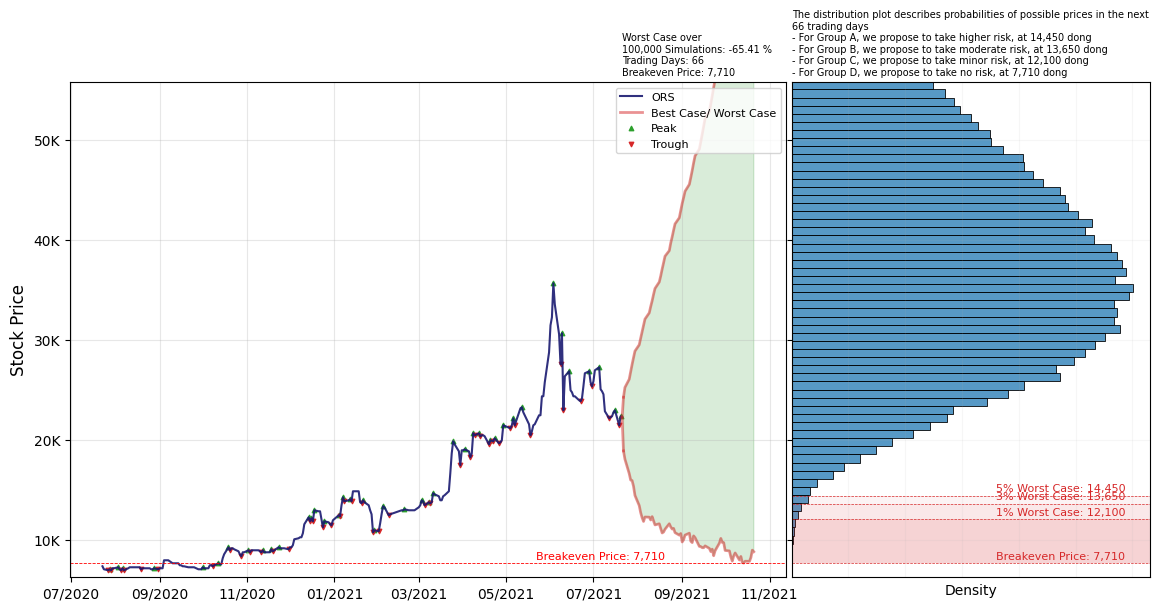 The distribution plot describes probabilities of possible prices in the next
66 trading days
- For Group A, we propose to take higher risk, at 14,450 dong
- For Group B, we propose to take moderate risk, at 13,650 dong
- For Group C, we propose to take minor risk, at 12,100 dong
- For Group D, we propose to take no risk, at 7,710 dong
Worst Case over
100,000 Simulations: -65.41 %
Trading Days: 66
Breakeven Price: 7,710
ORS
Best Case/ Worst Case
Peak
Trough
Stock Price
50K
40K
30K
20K
10K
Breakeven Price: 7,710
07/2020 09/2020 11/2020 01/2021 03/2021 05/2021 07/2021 09/2021 11/2021
5% Worst Case: 14,450
3% Worst Case: 13,650
1% Worst Case: 12,100
Breakeven Price: 7,710
Density